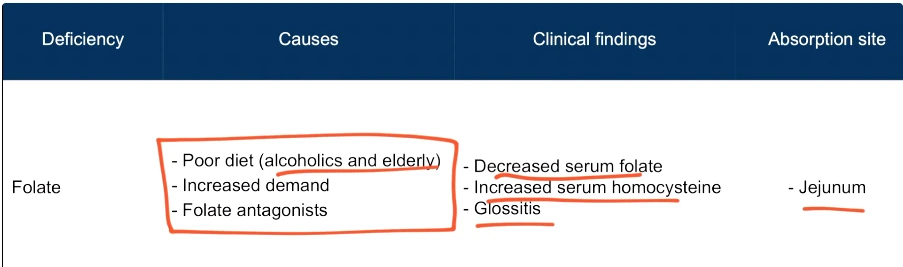 Deficiency Causes Clinical findings Absorption site
- Poor diet (alcoholics and elderly) - Decreased serum folate
Folate - Increased demand - Increased serum homocysteine - Jejunum
- Folate antagonists - Glossitis